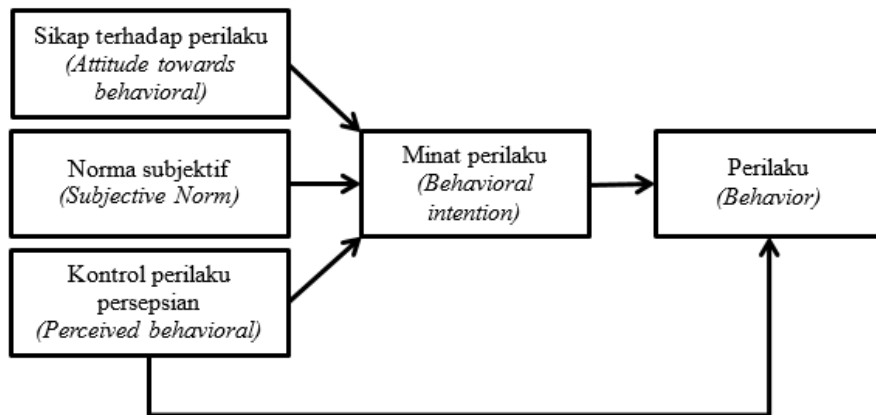 Sikap terhadap perilaku
(Attitude towards
behavioral)
Norma subjektif
(Subjective Norm)
Kontrol perilaku
persepsian
(Perceived behavioral)
Minat perilaku
(Behavioral
intention)
Perilaku
(Behavior)